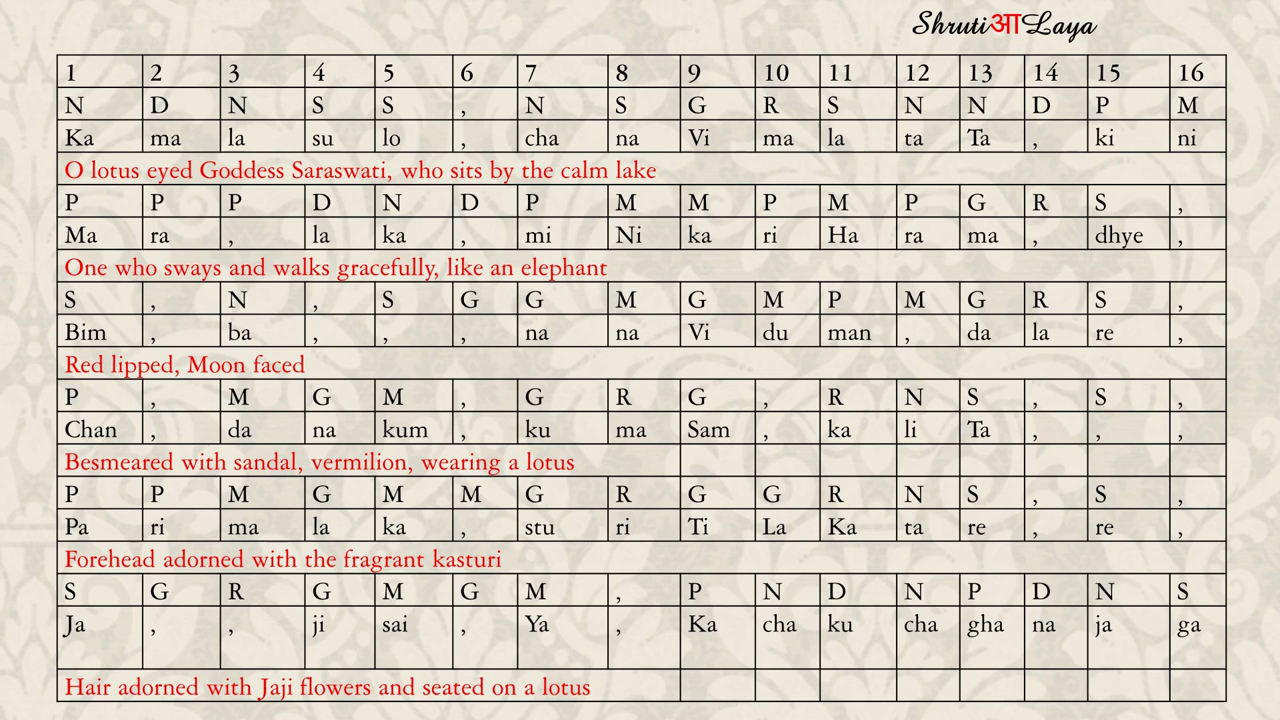 ShrutiआLaya
1 2 3 4 5 6 7 8 9 10 11 12 13 14 15 16
N D N S S , N S G R S N N D P M
Ka ma la su lo , cha na Vi ma la ta Ta , ki ni
O lotus eyed Goddess Saraswati, who sits by the calm lake
P P P D N D P M M P M P G R S ,
Ma ra , la ka , mi Ni ka ri Ha ra ma , dhye ,
One who sways and walks gracefully, like an elephant
S , N , S G G M G M P M G R S ,
Bim , ba , , , na na Vi du man , da la re ,
Red lipped, Moon faced
P , M G M , G R G , R N S , S ,
Chan , da na kum , ku ma Sam , ka li Ta , , ,
Besmeared with sandal, vermilion, wearing a lotus
P P M G M M G R G G R N S , S ,
Pa ri ma la ka , stu ri Ti La Ka ta re , re ,
Forehead adorned with the fragrant kasturi
S G R G M G M , P N D N P D N S
Ja , , ji sai , Ya , Ka cha ku cha gha na ja ga
Hair adorned with Jaji flowers and seated on a lotus